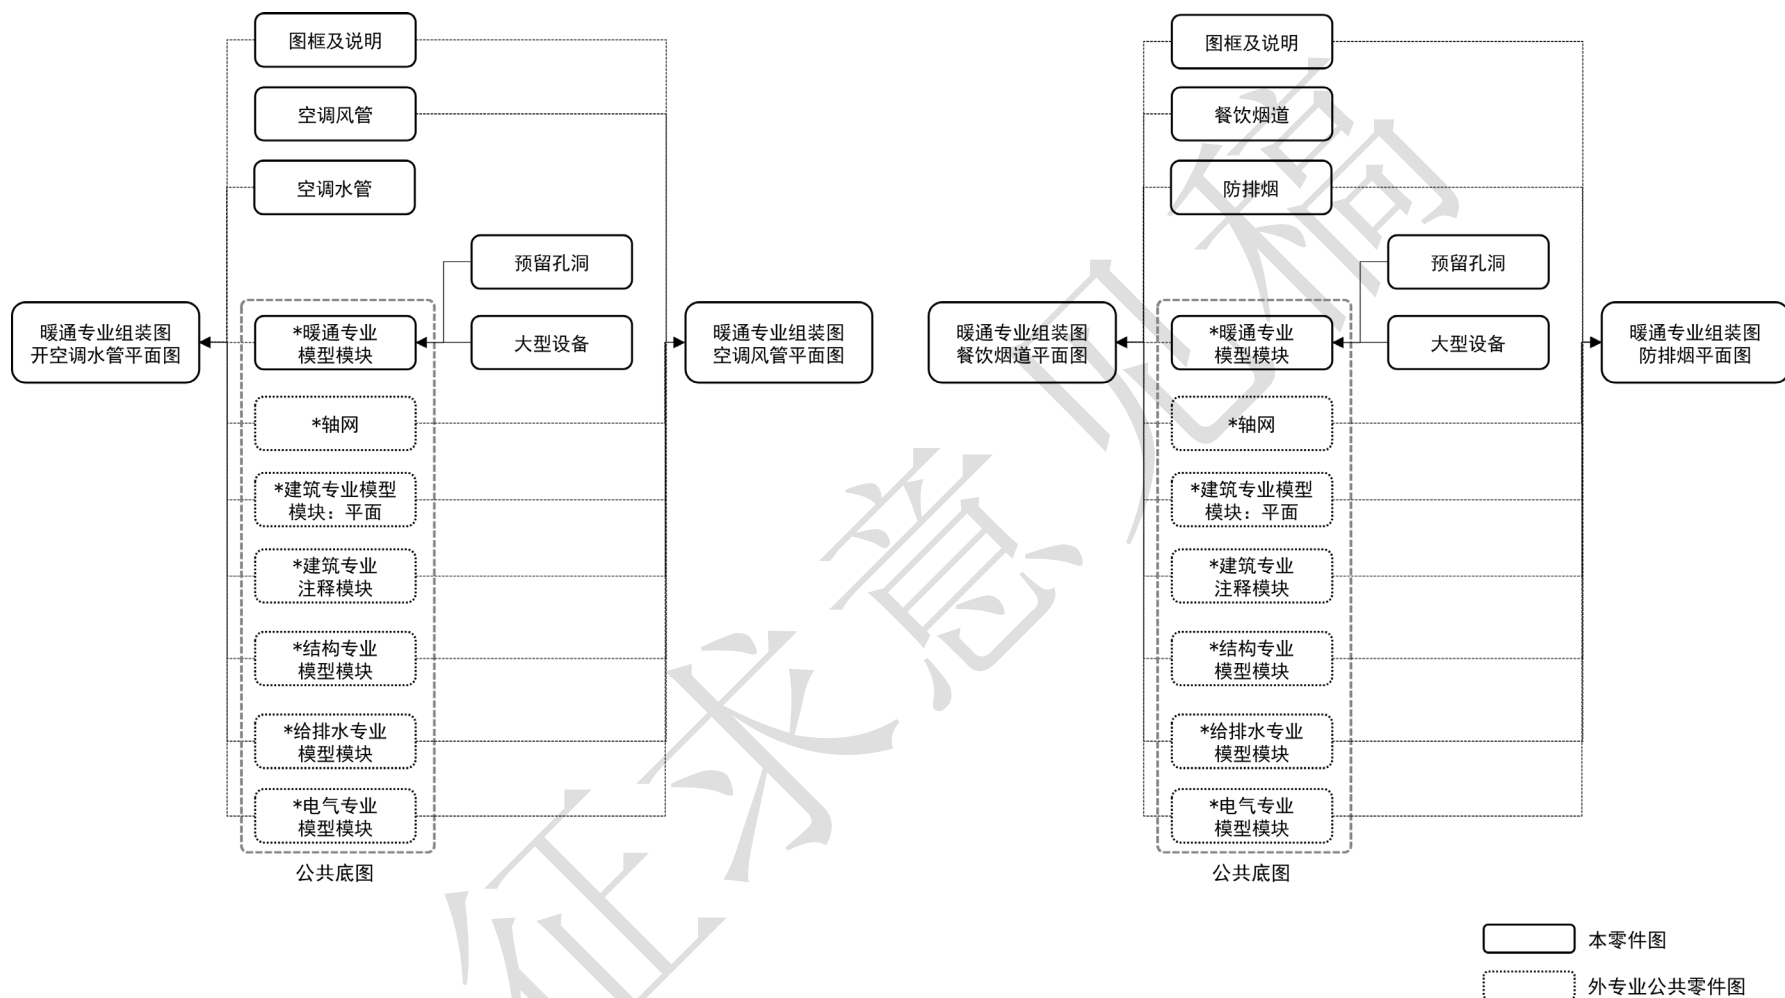 图框及说明
空调风管
空调水管
预留孔洞
暖通专业组装图
开空调水管平面图
*暖通专业
模型模块
大型设备
暖通专业组装图
空调风管平面图
*轴网
*建筑专业模型
模块：平面
*建筑专业
注释模块
*结构专业
模型模块
*给排水专业
模型模块
*电气专业
模型模块
公共底图
图框及说明
餐饮烟道
防排烟
预留孔洞
暖通专业组装图
餐饮烟道平面图
*暖通专业
模型模块
大型设备
暖通专业组装图
防排烟平面图
*轴网
*建筑专业模型
模块：平面
*建筑专业
注释模块
*结构专业
模型模块
*给排水专业
模型模块
*电气专业
模型模块
公共底图
本零件图
外专业公共零件图
征求意见稿